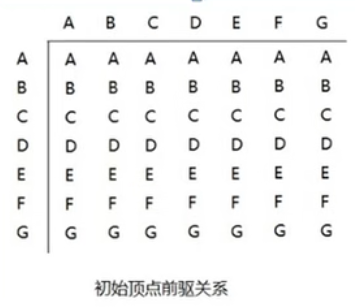 A B C D E F G
A A A A A A A A
B B B B B B B B
C C C C C C C C
D D D D D D D D
E E E E E E E E
F F F F F F F F
G G G G G G G G
初始顶点前驱关系